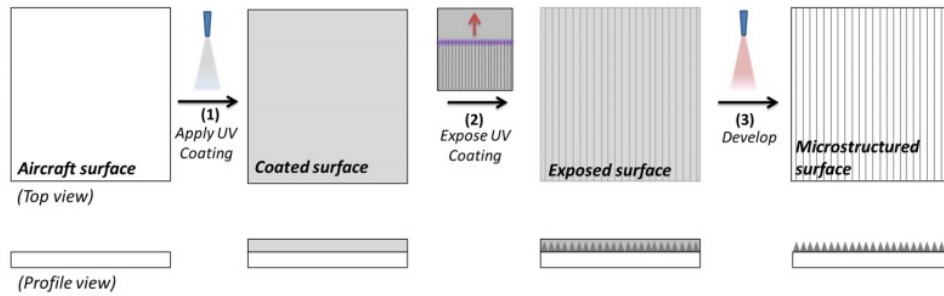 (1)
Apply UV
Coating
(2)
Expose UV
Coating
(3)
Develop
Aircraft surface
Coated surface
Exposed surface
Microstructured
surface
(Top view)
(Profile view)